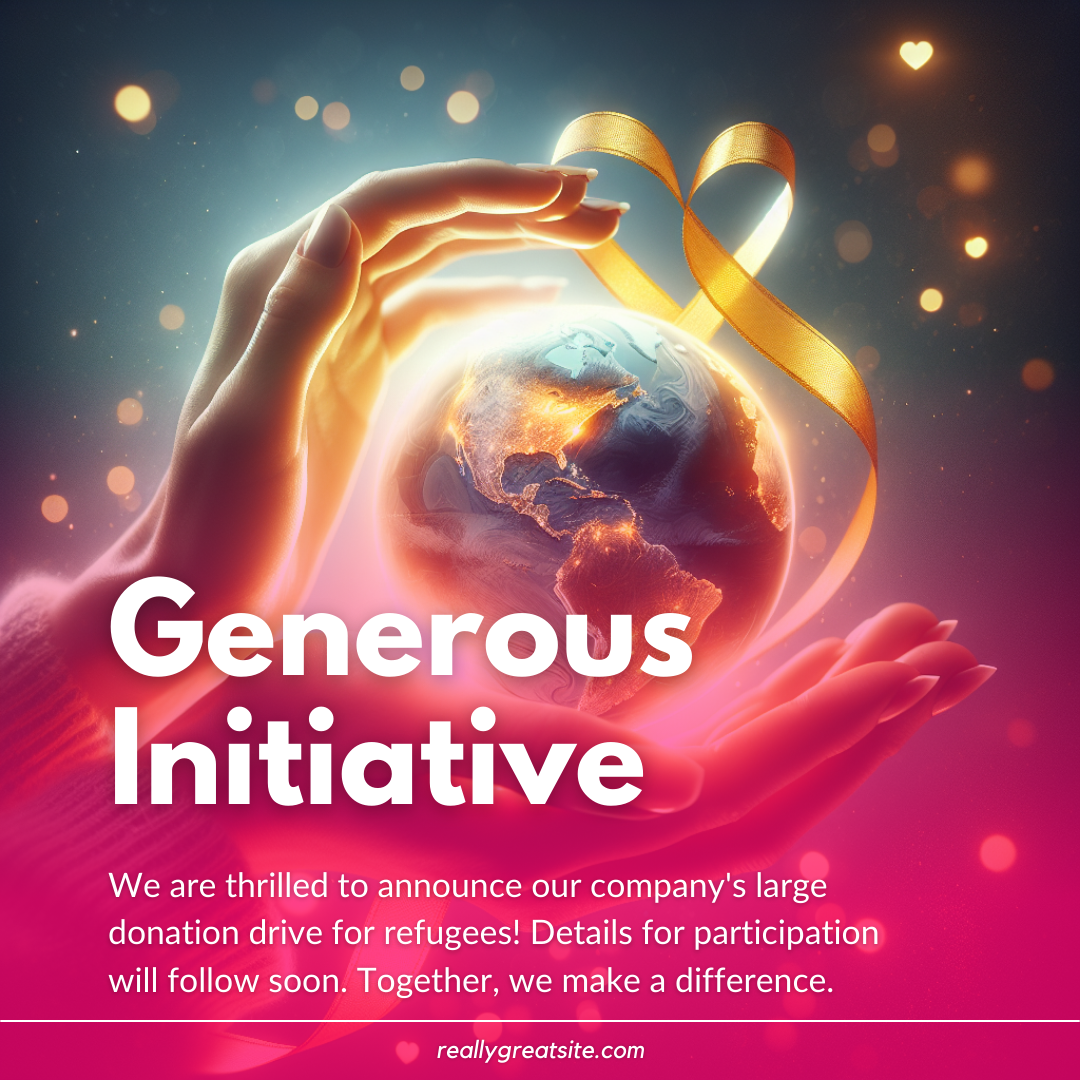 Generous
Initiative
We are thrilled to announce our company's large
donation drive for refugees! Details for participation
will follow soon. Together, we make a difference.
reallygreatsite.com